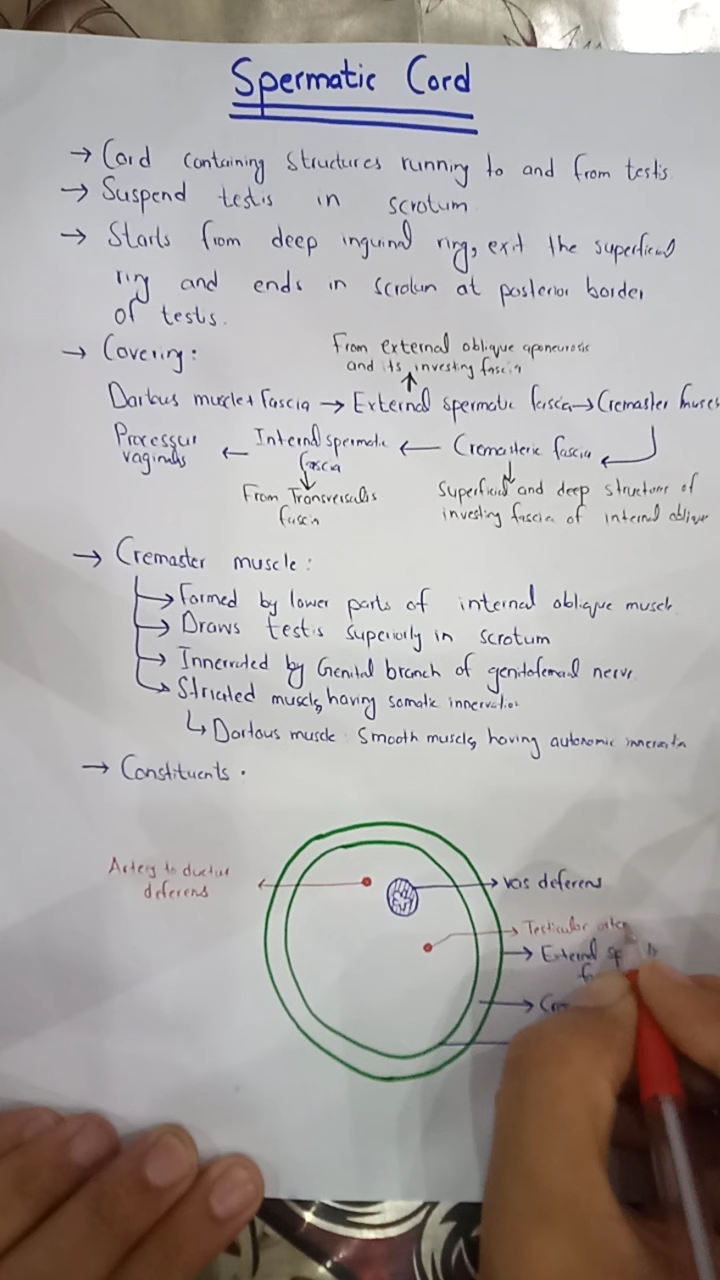 Spermatic Cord
→ Cord containing structures running to and from testis
→ Suspend testis in scrotum
→ Starts from deep inguinal ring, exit the superficial
ring and ends in scrotum at posterior border
of testis.
→ Covering:
From external oblique aponeurosis
and its investing fascia
Dartous muscle + fascia → External spermatic fascia → Cremaster muscles
Processur vaginalis ← Internal spermatic fascia ← Cremasteric fascia
From Transversalis
fascia
Superficial and deep structure of
investing fascia of internal oblique
→ Cremaster muscle:
Formed by lower parts of internal oblique muscle
Draws testis superiorly in scrotum
Innervated by Genital branch of genitofemoral nerve
Striated muscle, having somatic innervation
Dortous muscle: Smooth muscle, having autonomic innervation
→ Constituents.
Artery to ductus
deferens
vas deferens
Testicular
External